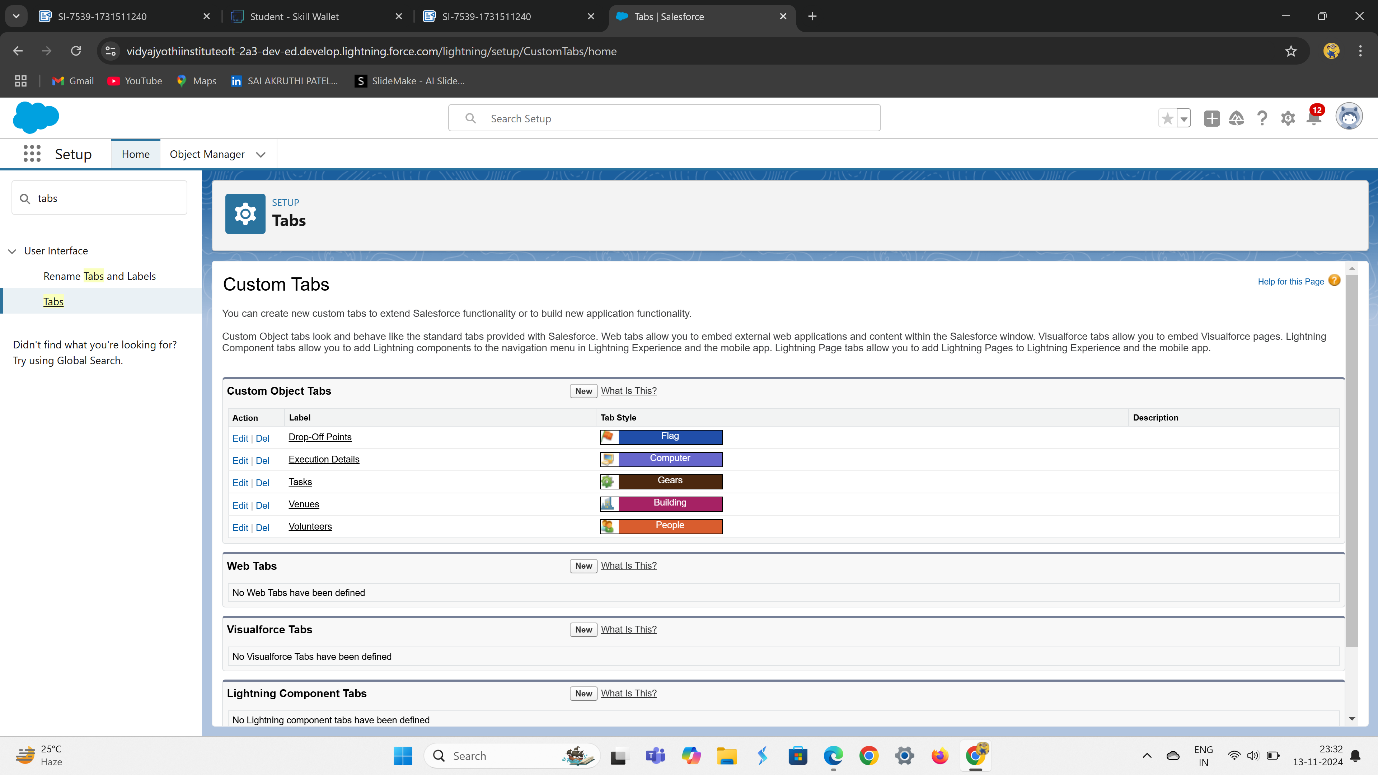 SI-7539-1731511240
Student - Skill Wallet
SI-7539-1731511240
Tabs | Salesforce
vidyajyothiinstituteoft-2a3-dev-ed.develop.lightning.force.com/lightning/setup/CustomTabs/home
Gmail
YouTube
Maps
SAI AKRUTHI PATEL...
SlideMake - AI Slide...
Search Setup
12
Setup
Home
Object Manager
tabs
User Interface
Rename Tabs and Labels
Tabs
Didn't find what you're looking for?
Try using Global Search.
SETUP
Tabs
Custom Tabs
Help for this Page
You can create new custom tabs to extend Salesforce functionality or to build new application functionality.
Custom Object tabs look and behave like the standard tabs provided with Salesforce. Web tabs allow you to embed external web applications and content within the Salesforce window. Visualforce tabs allow you to embed Visualforce pages. Lightning
Component tabs allow you to add Lightning components to the navigation menu in Lightning Experience and the mobile app. Lightning Page tabs allow you to add Lightning Pages to Lightning Experience and the mobile app.
Custom Object Tabs New What Is This?
Action Label Tab Style Description
Edit | Del Drop-Off Points Flag
Edit | Del Execution Details Computer
Edit | Del Tasks Gears
Edit | Del Venues Building
Edit | Del Volunteers People
Web Tabs New What Is This?
No Web Tabs have been defined
Visualforce Tabs New What Is This?
No Visualforce Tabs have been defined
Lightning Component Tabs New What Is This?
No Lightning component tabs have been defined
25°C
Haze
Search
ENG
IN
23:32
13-11-2024